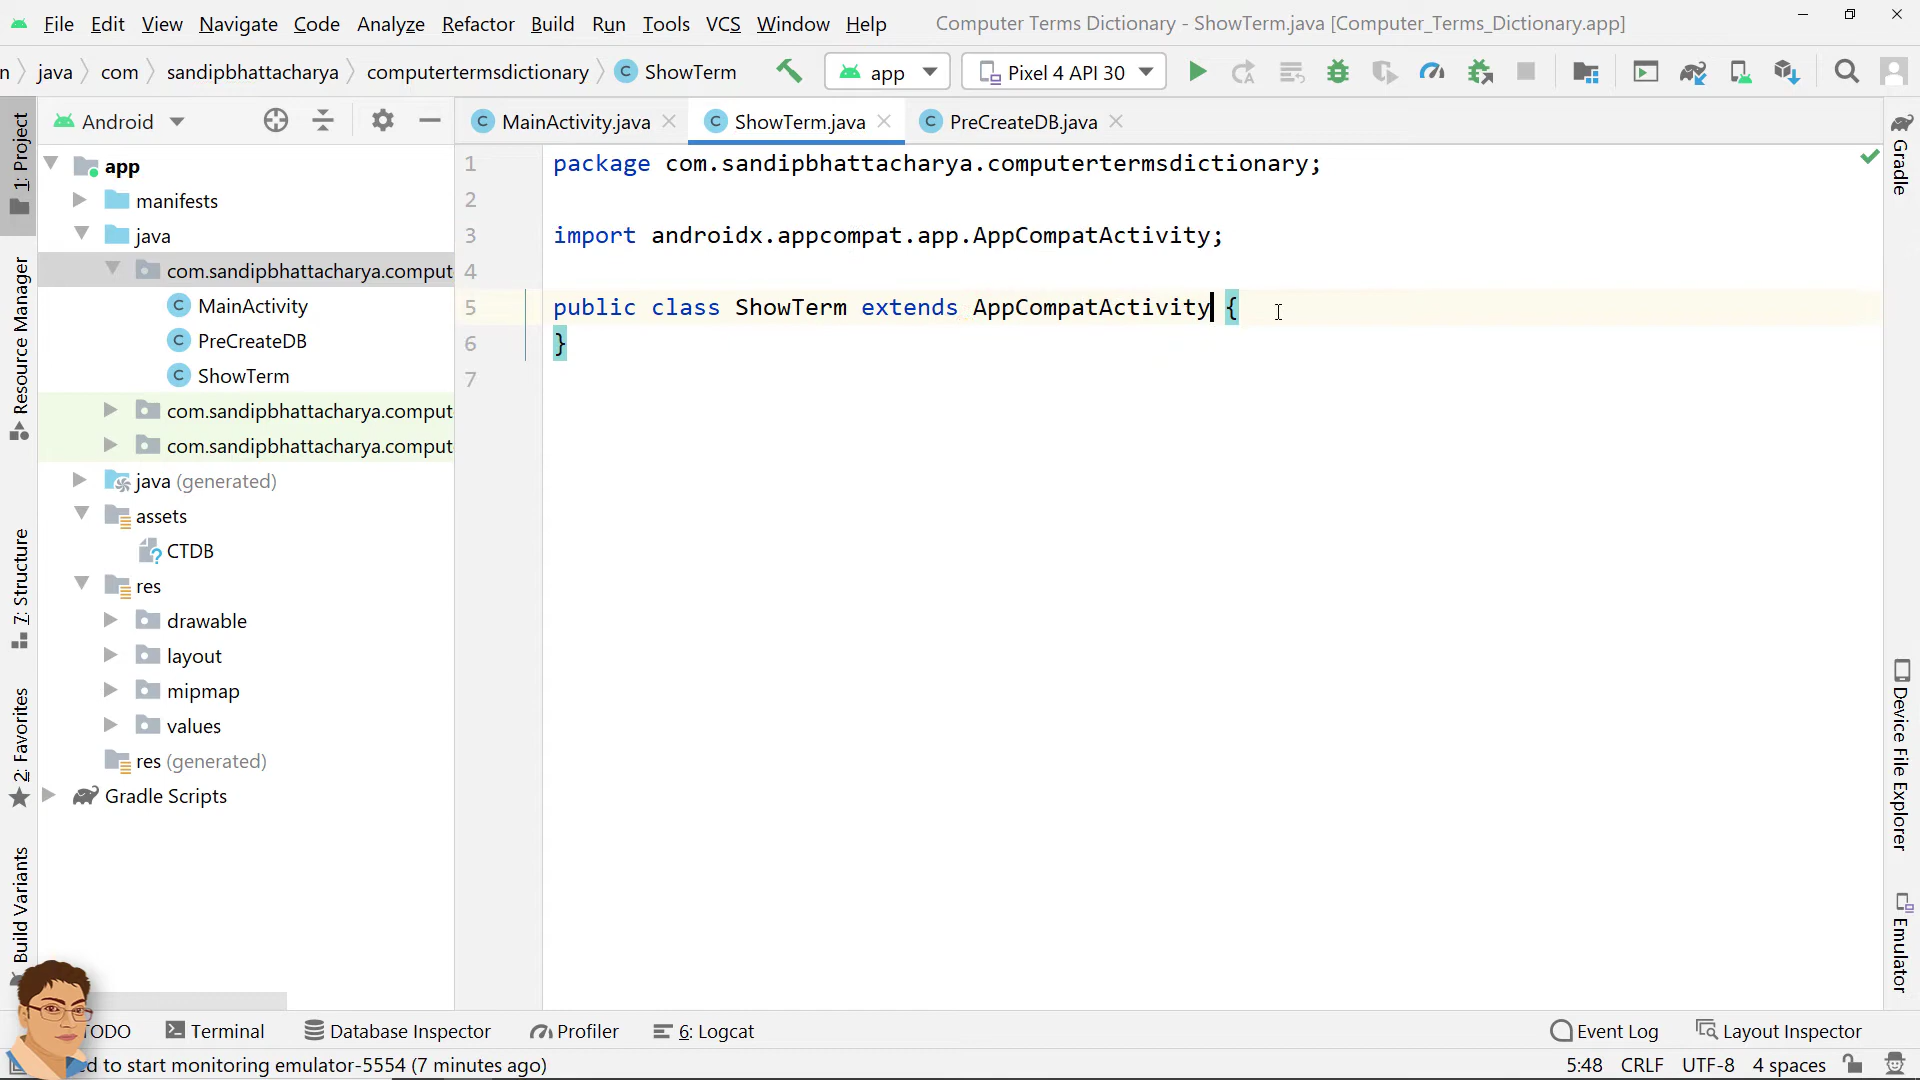 File Edit View Navigate Code Analyze Refactor Build Run Tools VCS Window Help Computer Terms Dictionary - ShowTerm.java [Computer_Terms_Dictionary.app]
n java com sandipbhattacharya computertermsdictionary ShowTerm app Pixel 4 API 30
Android
MainActivity.java ShowTerm.java PreCreateDB.java
1: Project
Resource Manager
7: Structure
2: Favorites
Build Variants
app
manifests
java
com.sandipbhattacharya.comput
MainActivity
PreCreateDB
ShowTerm
com.sandipbhattacharya.comput
com.sandipbhattacharya.comput
java (generated)
assets
CTDB
res
drawable
layout
mipmap
values
res (generated)
Gradle Scripts
1 package com.sandipbhattacharya.computertermsdictionary;
2
3 import androidx.appcompat.app.AppCompatActivity;
4
5 public class ShowTerm extends AppCompatActivity {
6 }
7
Gradle
Device File Explorer
Emulator
TODO Terminal Database Inspector Profiler 6: Logcat Event Log Layout Inspector
d to start monitoring emulator-5554 (7 minutes ago) 5:48 CRLF UTF-8 4 spaces